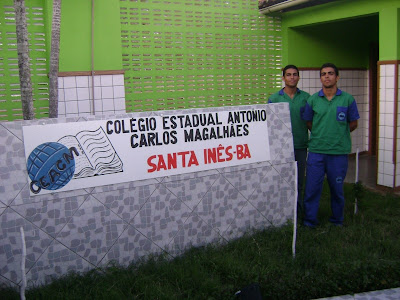 COLÉGIO ESTADUAL ANTONIO
CARLOS MAGALHÃES
SANTA INÊS-BA
CEACM